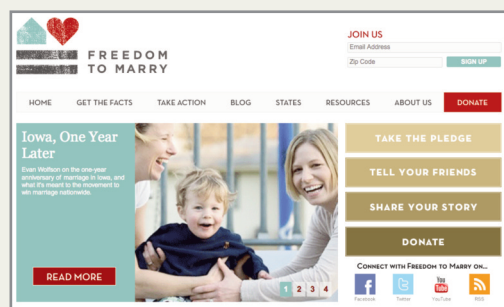 FREEDOM
TO MARRY
JOIN US
Email Address
Zip Code
SIGN UP
HOME GET THE FACTS TAKE ACTION BLOG STATES RESOURCES ABOUT US DONATE
Iowa, One Year
Later
Evan Wolfson on the one-year
anniversary of marriage in Iowa, and
what it's meant to the movement to
win marriage nationwide.
READ MORE
1 2 3 4
TAKE THE PLEDGE
TELL YOUR FRIENDS
SHARE YOUR STORY
DONATE
CONNECT WITH FREEDOM TO MARRY ON...
You
Tube
Facebook Twitter YouTube RSS